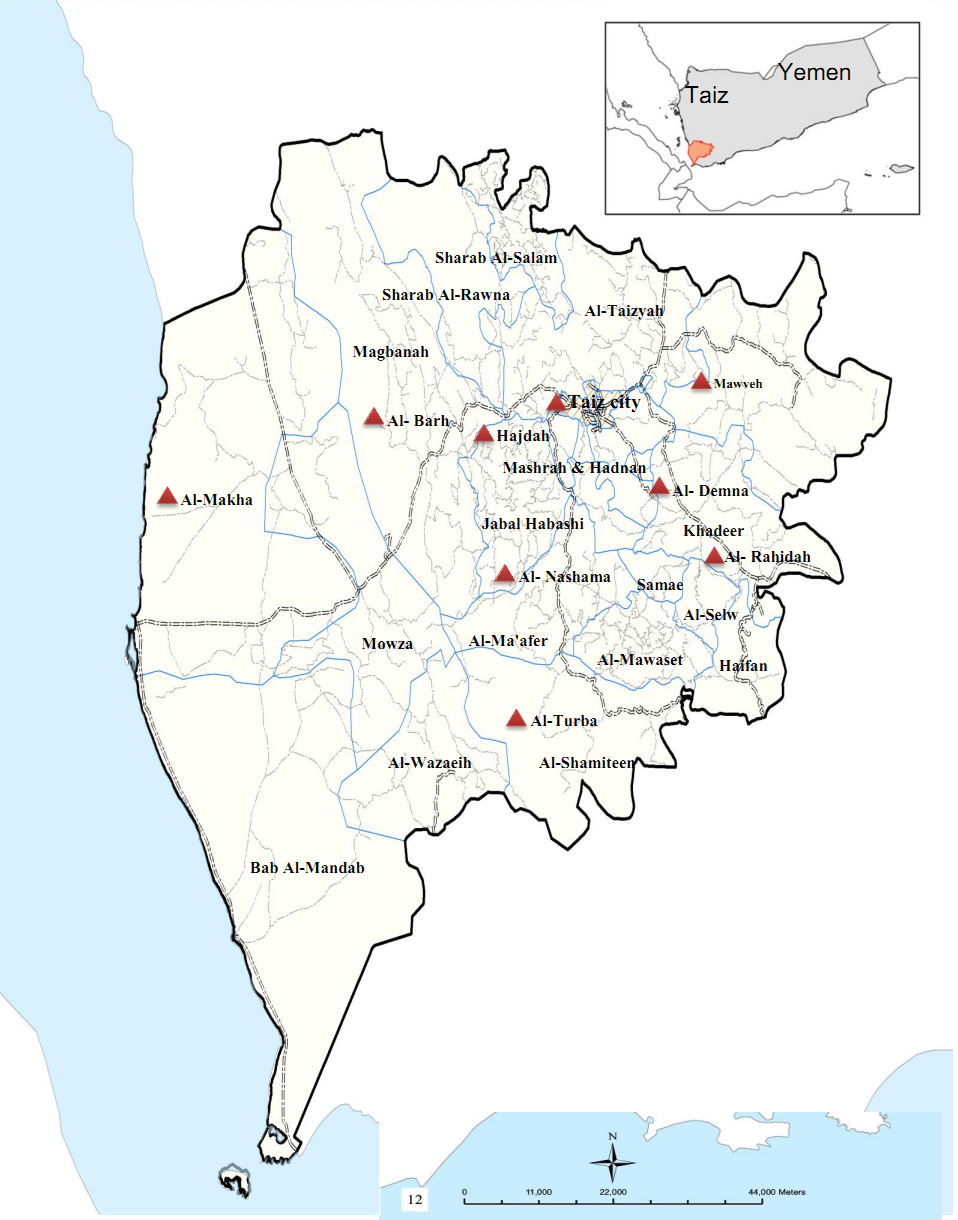 Yemen
Taiz
Sharab Al-Salam
Sharab Al-Rawna
Al-Taizyah
Magbanah
Mawveh
Taiz city
Al- Barh
Hajdah
Mashrah & Hadnan
Al- Demna
Al-Makha
Jabal Habashi
Khadeer
Al- Rahidah
Al- Nashama
Samae
Al-Selw
Mowza
Al-Ma'afer
Al-Mawaset
Haifan
Al-Turba
Al-Wazaeih
Al-Shamiteen
Bab Al-Mandab
N
12
0 11,000 22,000 44,000 Meters